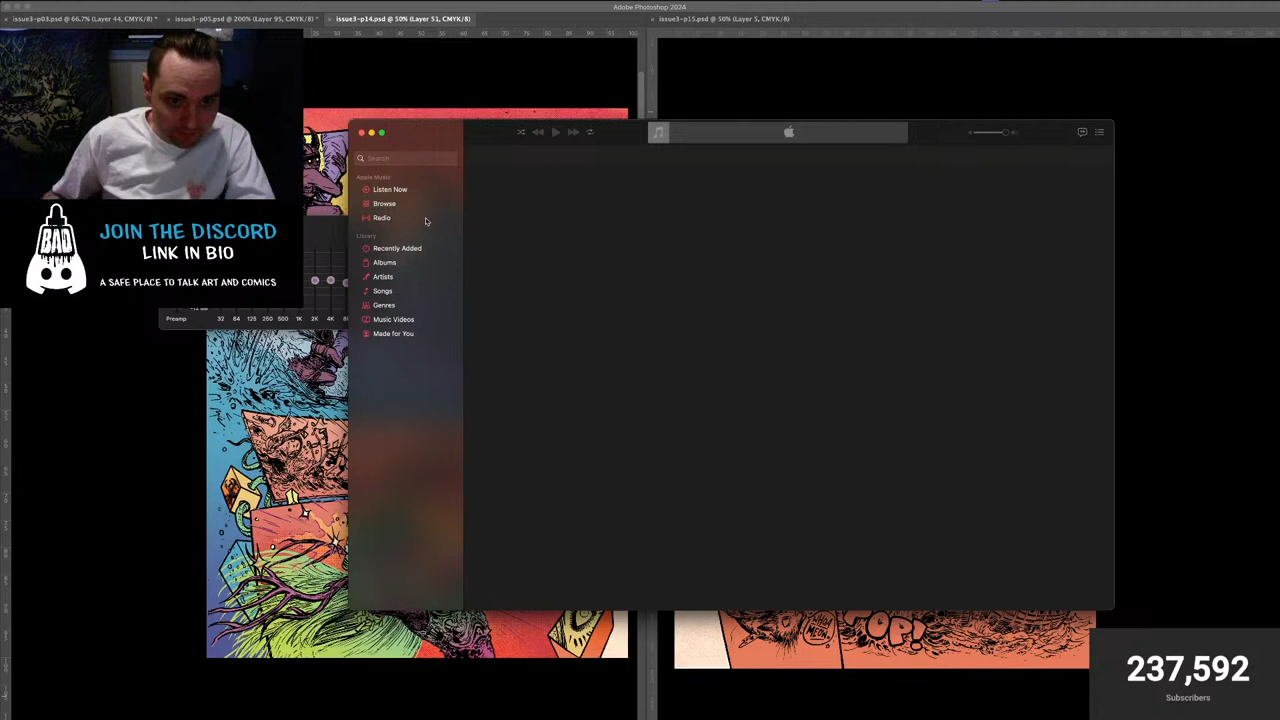 Adobe Photoshop 2024
issue3-p03.psd @ 66.7% (Layer 44, CMYK/8) *
issue3-p05.psd @ 200% (Layer 95, CMYK/8) *
issue3-p14.psd @ 50% (Layer 51, CMYK/8)
issue3-p15.psd @ 50% (Layer 5, CMYK/8)
Search
Apple Music
Listen Now
Browse
Radio
Library
Recently Added
Albums
Artists
Songs
Genres
Music Videos
Made for You
BAD
JOIN THE DISCORD
LINK IN BIO
A SAFE PLACE TO TALK ART AND COMICS
Preamp 32 64 125 250 500 1K 2K 4K
POP!
237,592
Subscribers